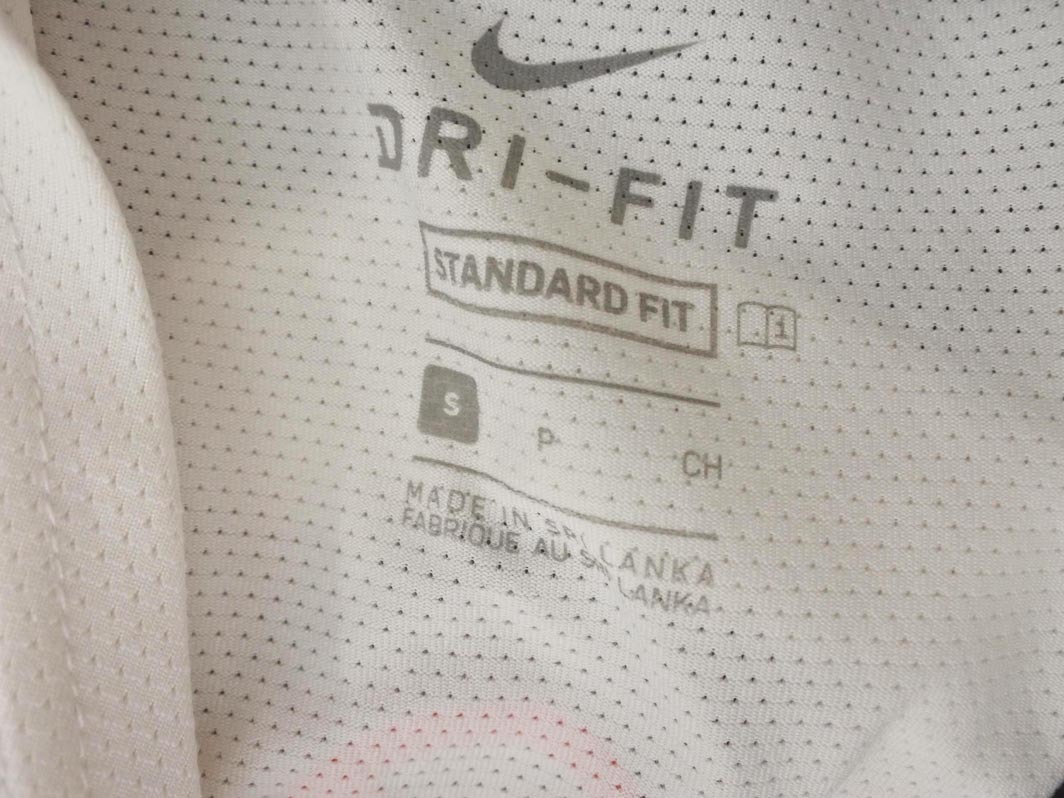 DRI-FIT
STANDARD FIT
S P CH
MADE IN SRI LANKA
FABRIQUE AU SRI LANKA